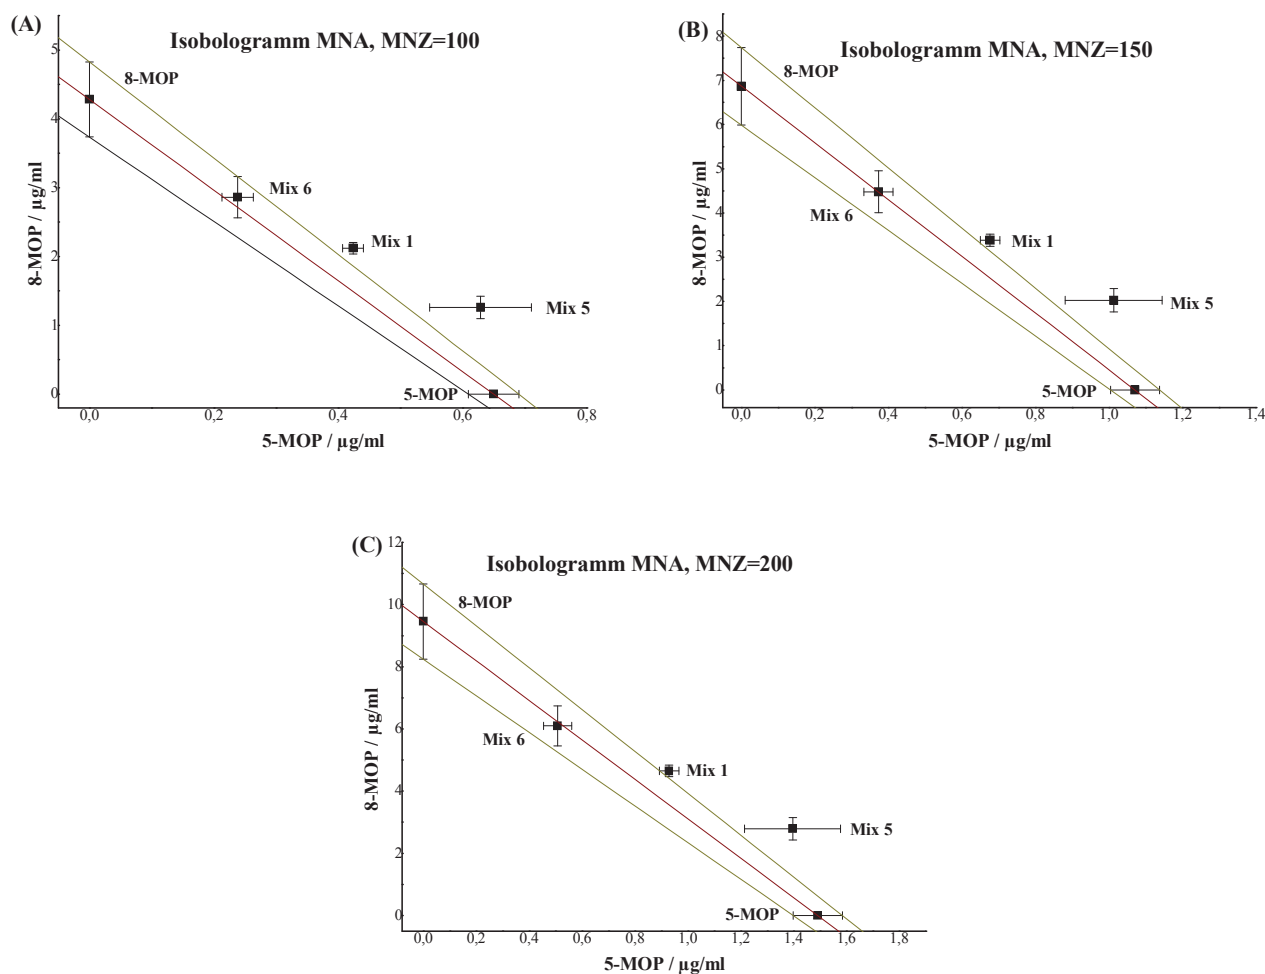 (A)
Isobologramm MNA, MNZ=100
8-MOP / µg/ml
5
4
3
2
1
0
8-MOP
Mix 6
Mix 1
Mix 5
5-MOP
0,0 0,2 0,4 0,6 0,8
5-MOP / µg/ml
(B)
Isobologramm MNA, MNZ=150
8-MOP / µg/ml
8
7
6
5
4
3
2
1
0
8-MOP
Mix 6
Mix 1
Mix 5
5-MOP
0,0 0,2 0,4 0,6 0,8 1,0 1,2 1,4
5-MOP / µg/ml
(C)
Isobologramm MNA, MNZ=200
8-MOP / µg/ml
12
10
8
6
4
2
0
8-MOP
Mix 6
Mix 1
Mix 5
5-MOP
0,0 0,2 0,4 0,6 0,8 1,0 1,2 1,4 1,6 1,8
5-MOP / µg/ml